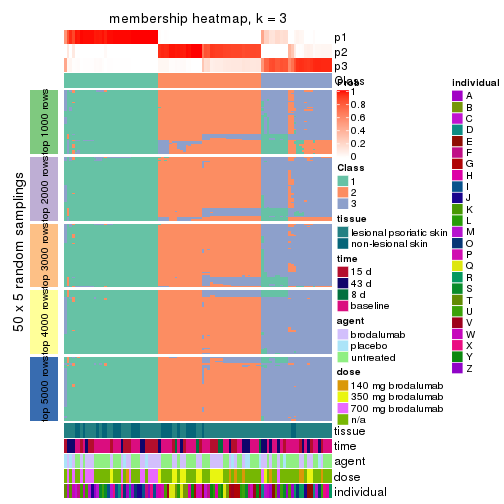 membership heatmap, k = 3
p1
p2
p3
Class
Prob
1
0.8
0.6
0.4
0.2
0
Class
1
2
3
tissue
lesional psoriatic skin
non-lesional skin
time
15 d
43 d
8 d
baseline
agent
brodalumab
placebo
untreated
dose
140 mg brodalumab
350 mg brodalumab
700 mg brodalumab
n/a
individual
A
B
C
D
E
F
G
H
I
J
K
L
M
O
P
Q
R
S
T
U
V
W
X
Y
Z
50 x 5 random samplings
top 1000 rows
top 2000 rows
top 3000 rows
top 4000 rows
top 5000 rows
tissue
time
agent
dose
individual